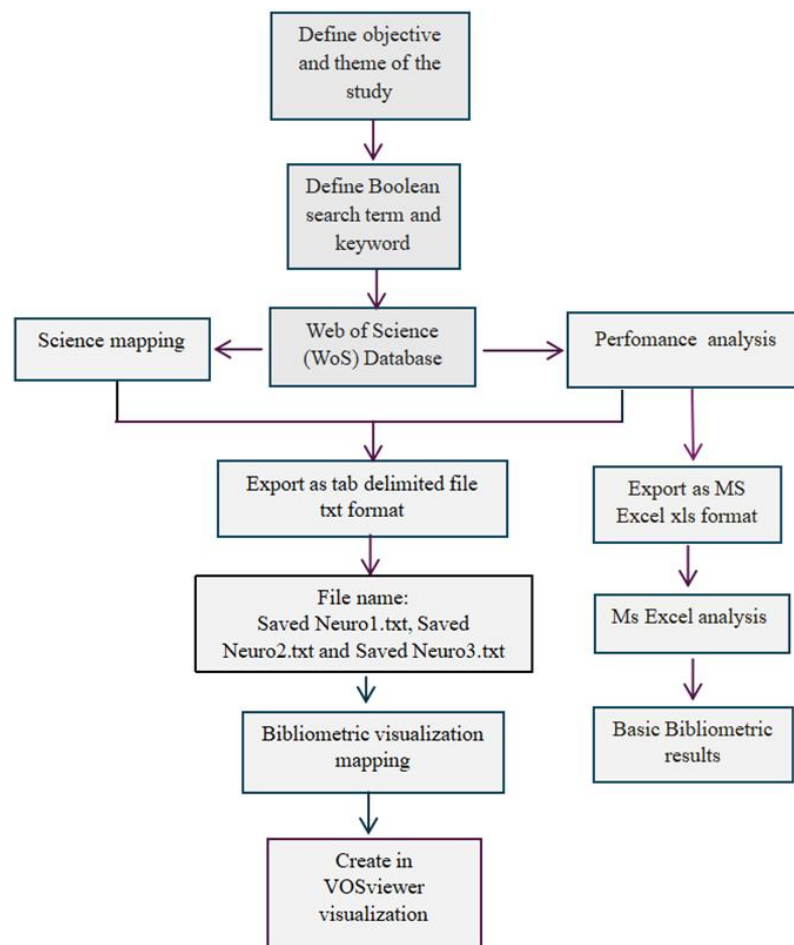 Define objective
and theme of the
study
Define Boolean
search term and
keyword
Science mapping
Web of Science
(WoS) Database
Perfomance analysis
Export as tab delimited file
txt format
Export as MS
Excel xls format
File name:
Saved Neuro1.txt, Saved
Neuro2.txt and Saved Neuro3.txt
Ms Excel analysis
Bibliometric visualization
mapping
Basic Bibliometric
results
Create in
VOSviewer
visualization